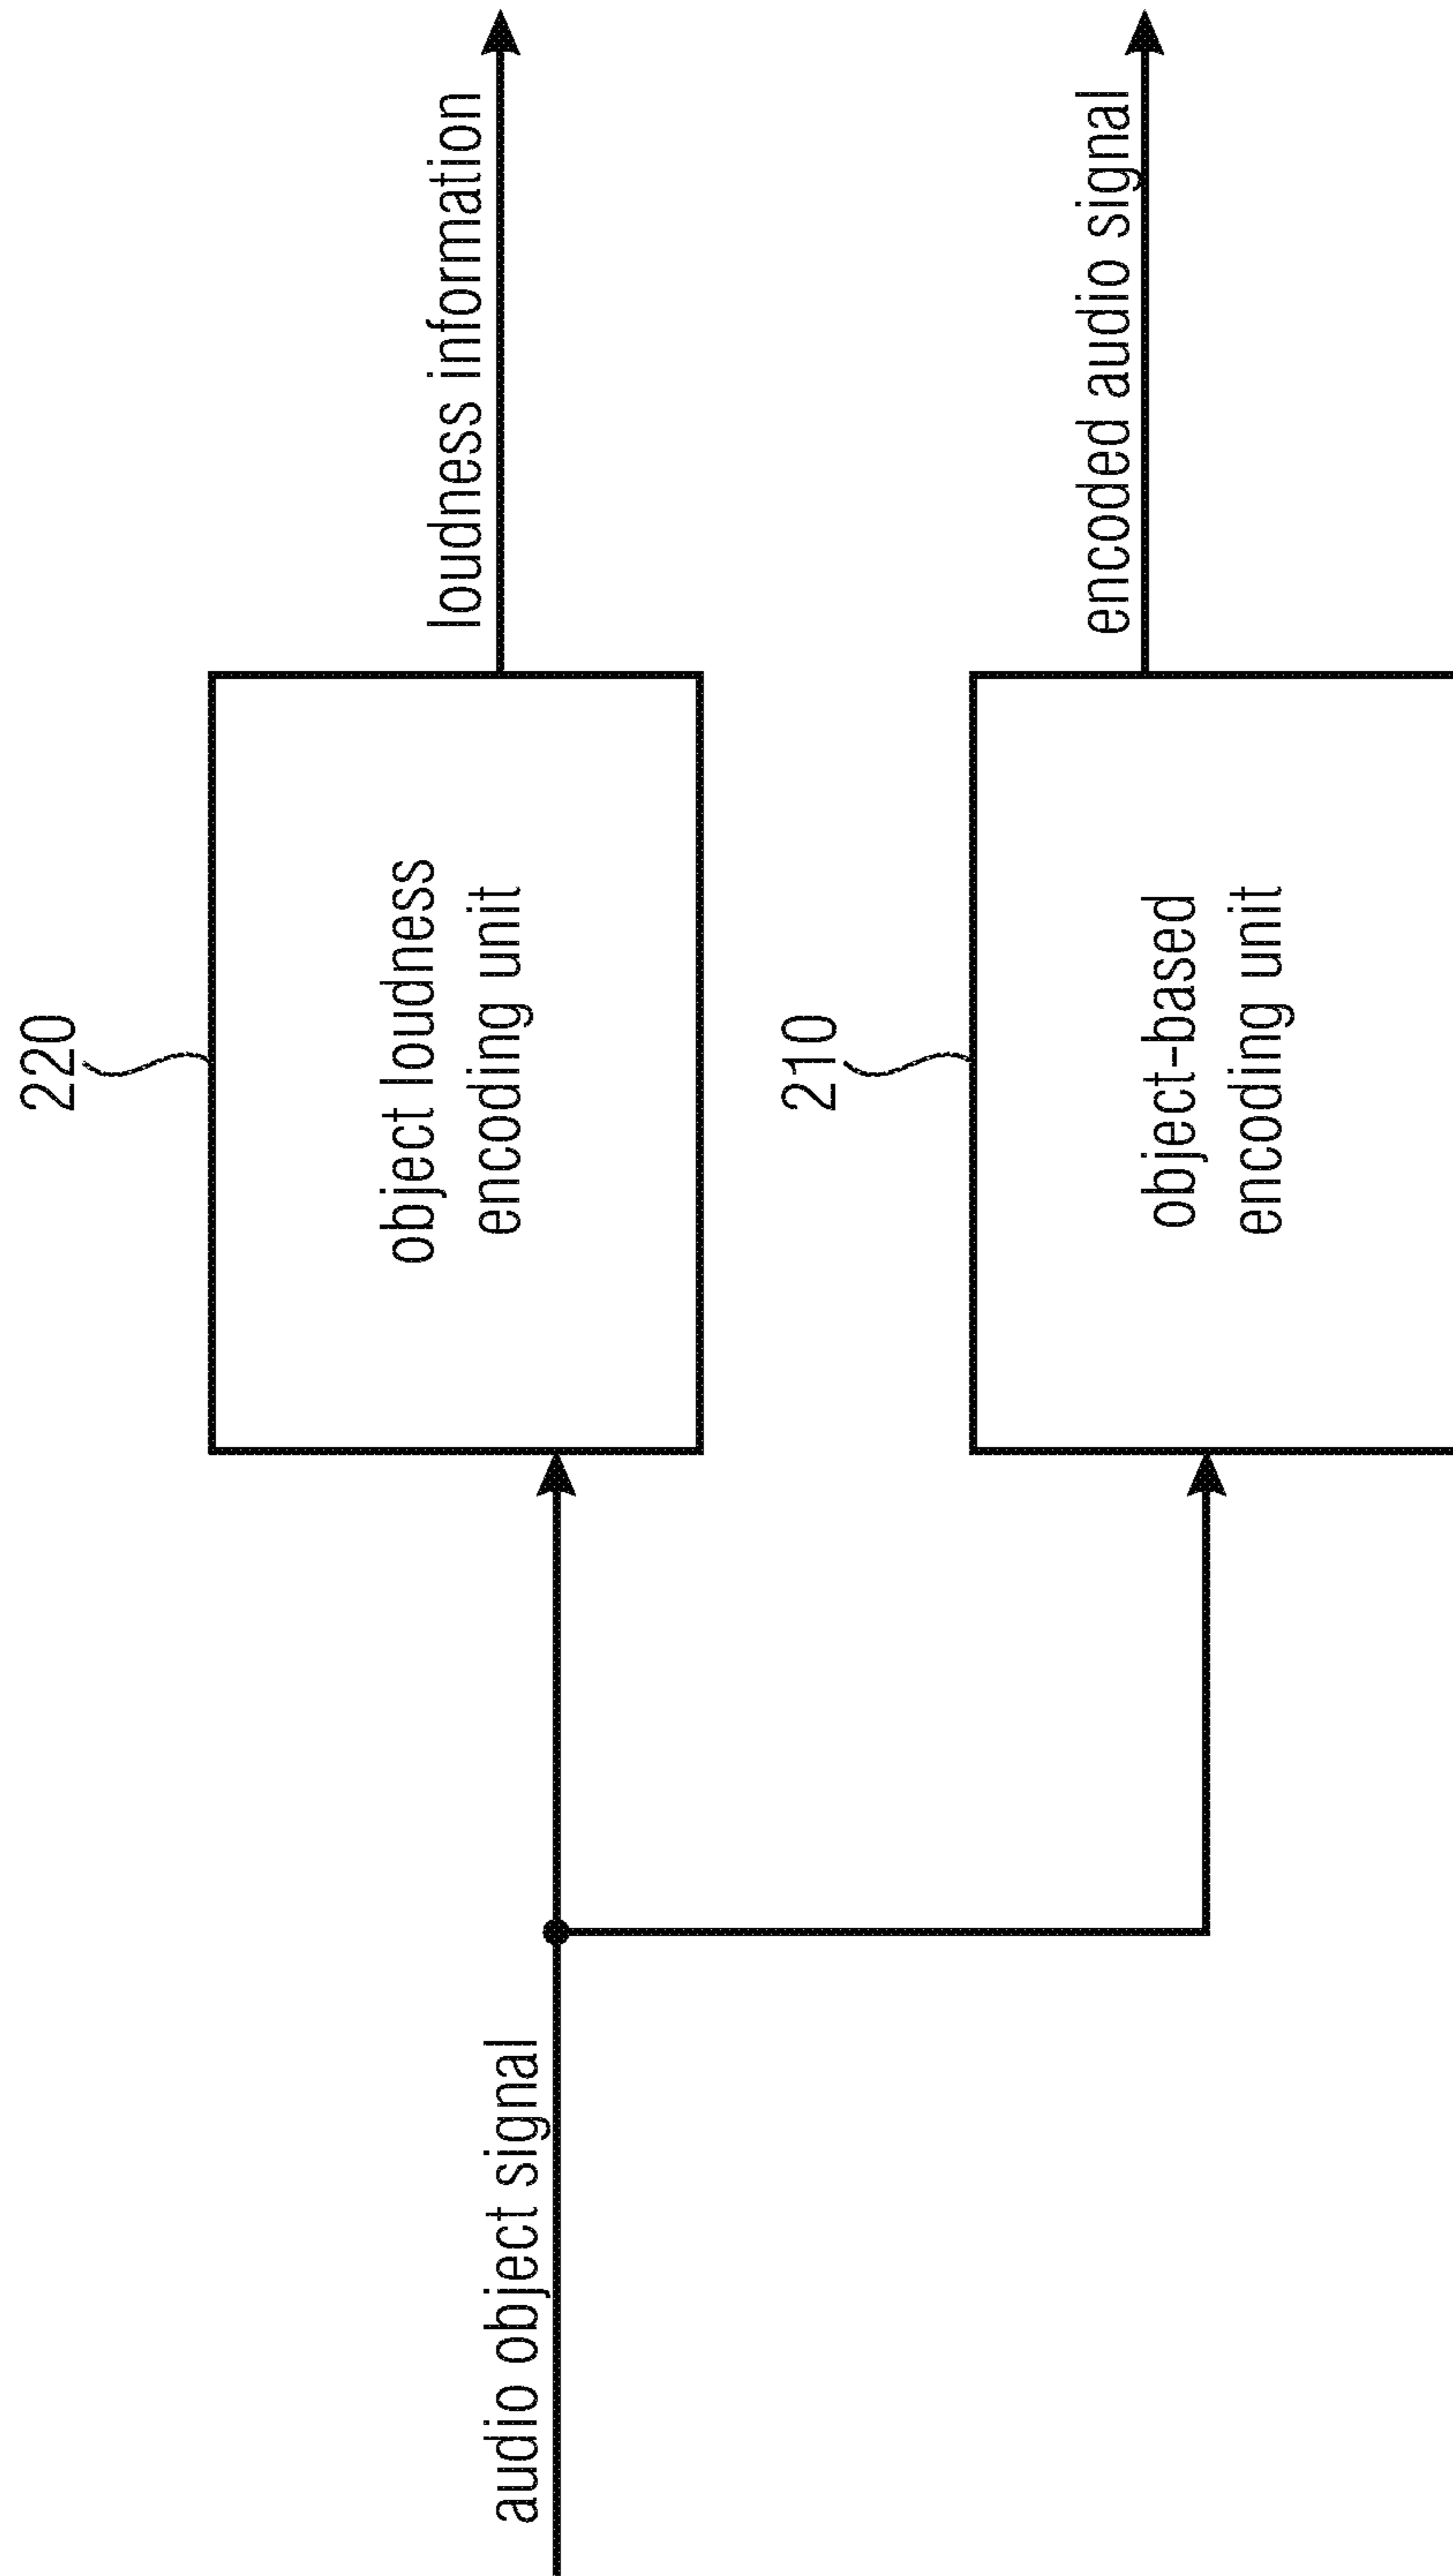 220
object loudness
encoding unit
loudness information
audio object signal
210
object-based
encoding unit
encoded audio signal